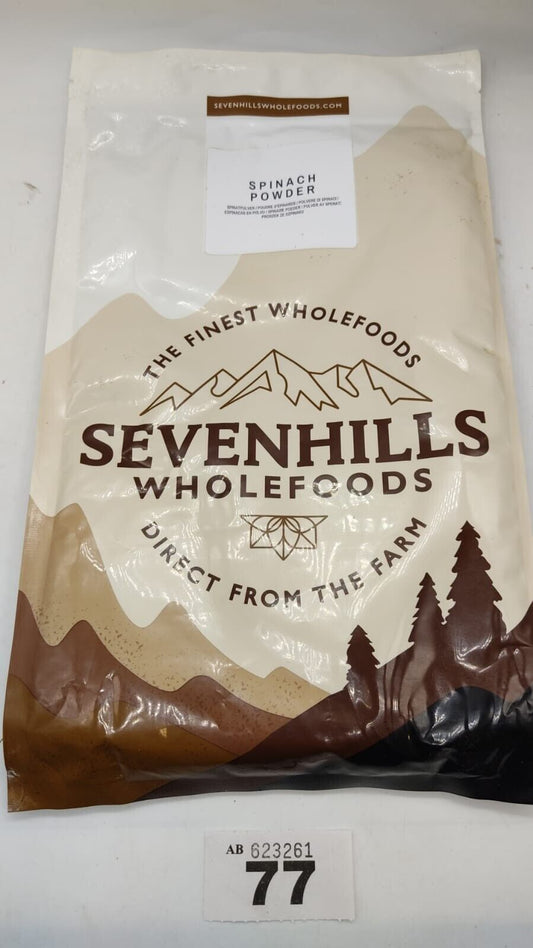 SEVENHILLSWHOLEFOODS.COM
SPINACH
POWDER
THE FINEST WHOLEFOODS
SEVENHILLS
WHOLEFOODS
DIRECT FROM THE FARM
AB 623261
77